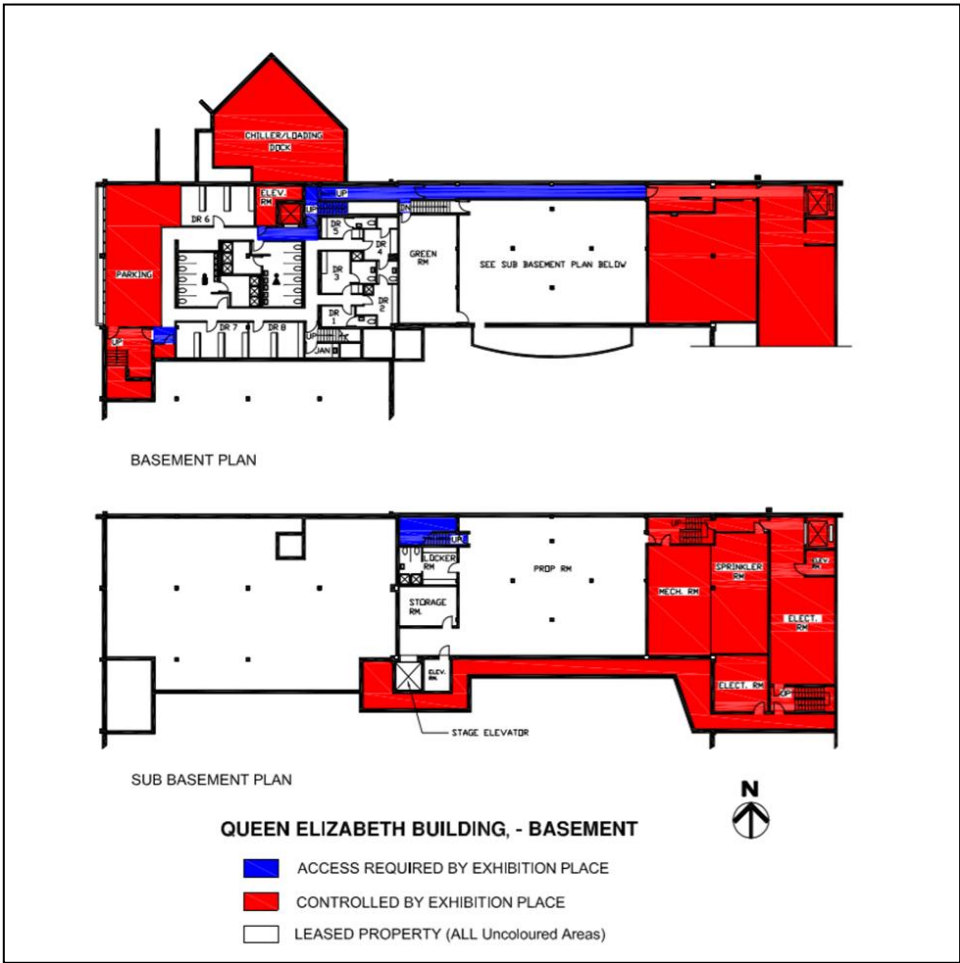 CHILLER/LOADING
DOCK
ELEV.
RM
UP
UP
DN
DR 6
DR
5
DR
4
GREEN
RM
DR
3
SEE SUB BASEMENT PLAN BELOW
PARKING
DR
2
DR
1
DR 7
DR 8
UP
UP
JAN
BASEMENT PLAN
UP
UP
LOCKER
RM
PROP RM
SPRINKLER
RM
ELEV.
RM
MECH. RM
STORAGE
RM.
ELECT.
RM
ELEV.
RM.
ELECT. RM
UP
STAGE ELEVATOR
SUB BASEMENT PLAN
N
QUEEN ELIZABETH BUILDING, - BASEMENT
ACCESS REQUIRED BY EXHIBITION PLACE
CONTROLLED BY EXHIBITION PLACE
LEASED PROPERTY (ALL Uncoloured Areas)